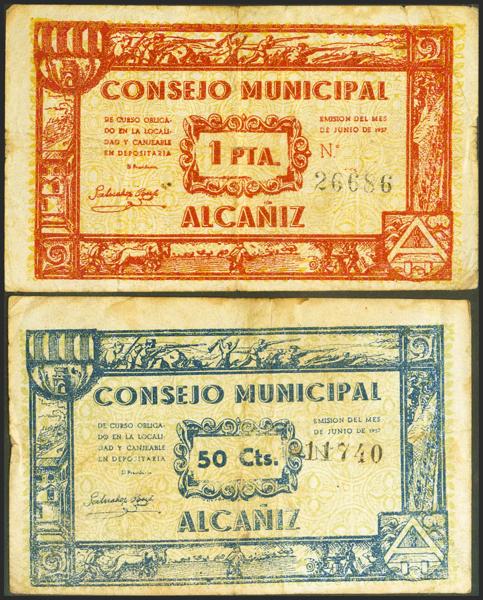 CONSEJO MUNICIPAL
DE CURSO OBLIGA-
DO EN LA LOCALI-
DAD Y CANJEABLE
EN DEPOSITARIA
El Presidente
1 PTA.
EMISION DEL MES
DE JUNIO DE 1937
N.º
26686
ALCAÑIZ
CONSEJO MUNICIPAL
DE CURSO OBLIGA-
DO EN LA LOCALI-
DAD Y CANJEABLE
EN DEPOSITARIA
El Presidente
50 Cts.
EMISION DEL MES
DE JUNIO DE 1937
211740
ALCAÑIZ